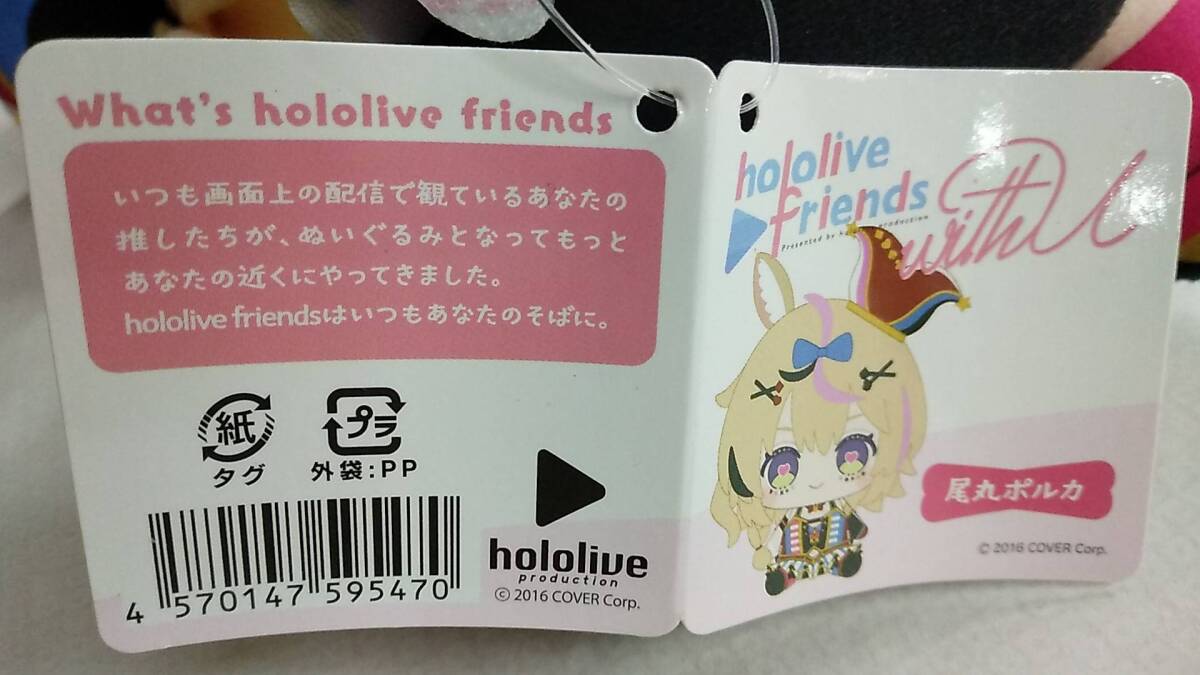 What's hololive friends
いつも画面上の配信で観ているあなたの
推したちが、ぬいぐるみとなってもっと
あなたの近くにやってきました。
hololive friendsはいつもあなたのそばに。
紙
タグ
プラ
外袋:PP
4 570147 595470
hololive
production
© 2016 COVER Corp.
hololive
friends
with U
Presented by hololive production
尾丸ポルカ
© 2016 COVER Corp.